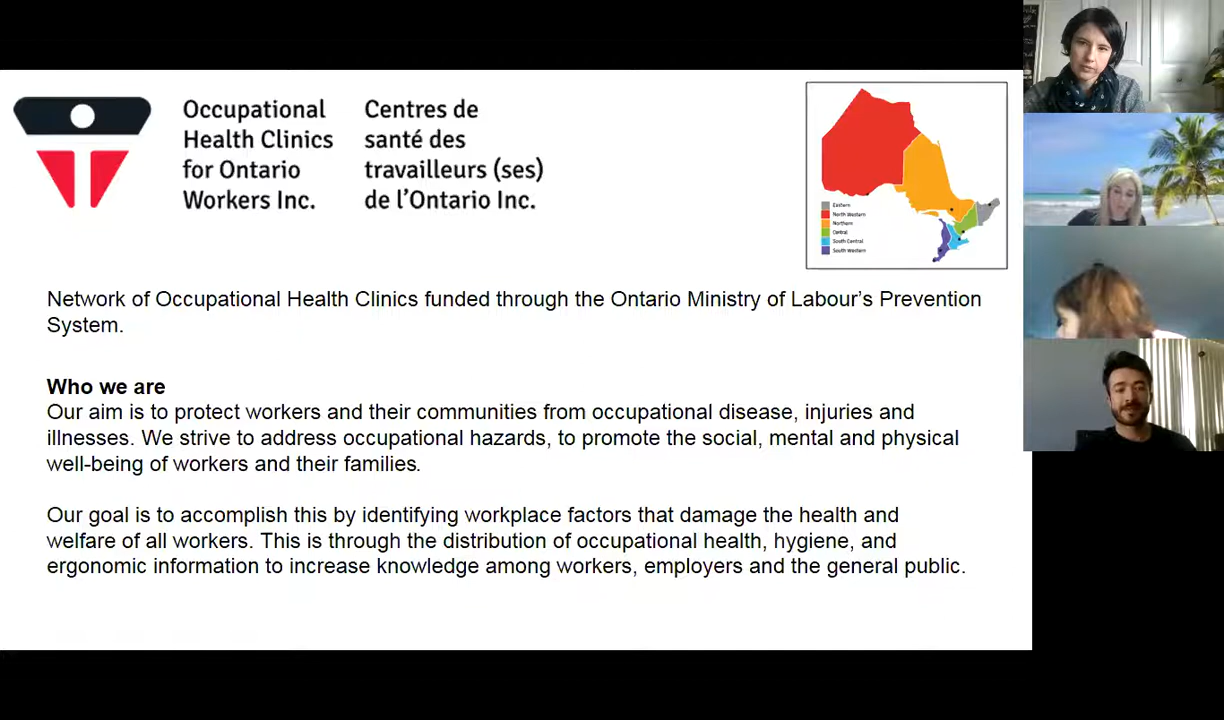 Occupational
Health Clinics
for Ontario
Workers Inc.
Centres de
santé des
travailleurs (ses)
de l'Ontario Inc.
Eastern
North Western
Northern
Central
South Central
South Western
Network of Occupational Health Clinics funded through the Ontario Ministry of Labour's Prevention
System.
Who we are
Our aim is to protect workers and their communities from occupational disease, injuries and
illnesses. We strive to address occupational hazards, to promote the social, mental and physical
well-being of workers and their families.
Our goal is to accomplish this by identifying workplace factors that damage the health and
welfare of all workers. This is through the distribution of occupational health, hygiene, and
ergonomic information to increase knowledge among workers, employers and the general public.